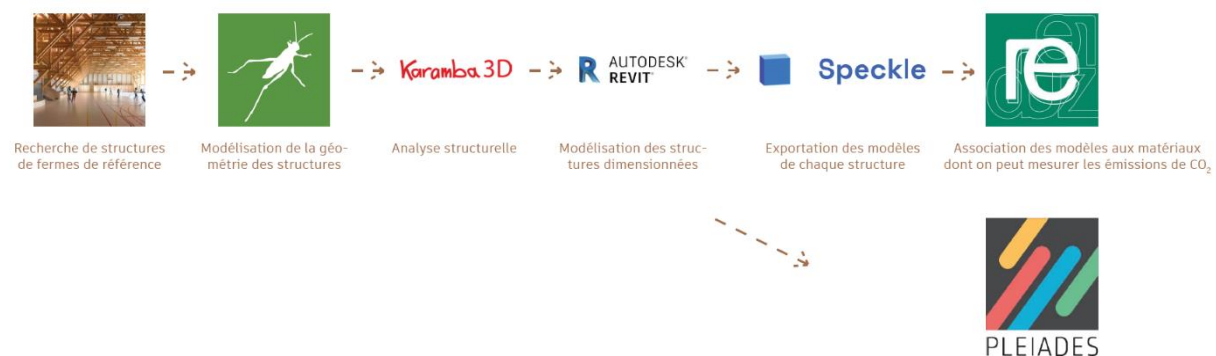 Karamba3D
R AUTODESK®
REVIT®
Speckle
re
Recherche de structures
de fermes de référence
Modélisation de la géo-
métrie des structures
Analyse structurelle
Modélisation des struc-
tures dimensionnées
Exportation des modèles
de chaque structure
Association des modèles aux matériaux
dont on peut mesurer les émissions de CO₂
PLEIADES